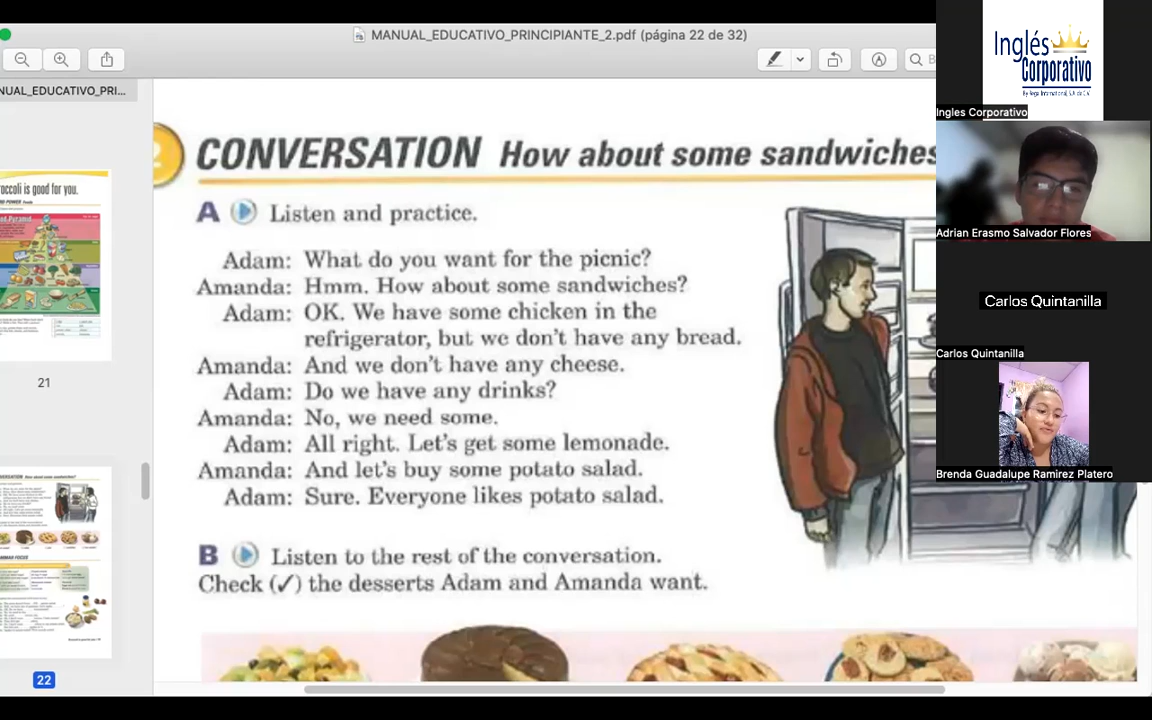 MANUAL_EDUCATIVO_PRINCIPIANTE_2.pdf (página 22 de 32)
NUAL_EDUCATIVO_PRI...
Inglés
Corporativo
Ingles Corporativo
Adrian Erasmo Salvador Flores
Carlos Quintanilla
Carlos Quintanilla
Brenda Guadalupe Ramirez Platero
roccoli is good for you.
21
22
2 CONVERSATION How about some sandwiches
A Listen and practice.
Adam: What do you want for the picnic?
Amanda: Hmm. How about some sandwiches?
Adam: OK. We have some chicken in the
refrigerator, but we don't have any bread.
Amanda: And we don't have any cheese.
Adam: Do we have any drinks?
Amanda: No, we need some.
Adam: All right. Let's get some lemonade.
Amanda: And let's buy some potato salad.
Adam: Sure. Everyone likes potato salad.
B Listen to the rest of the conversation.
Check (✓) the desserts Adam and Amanda want.